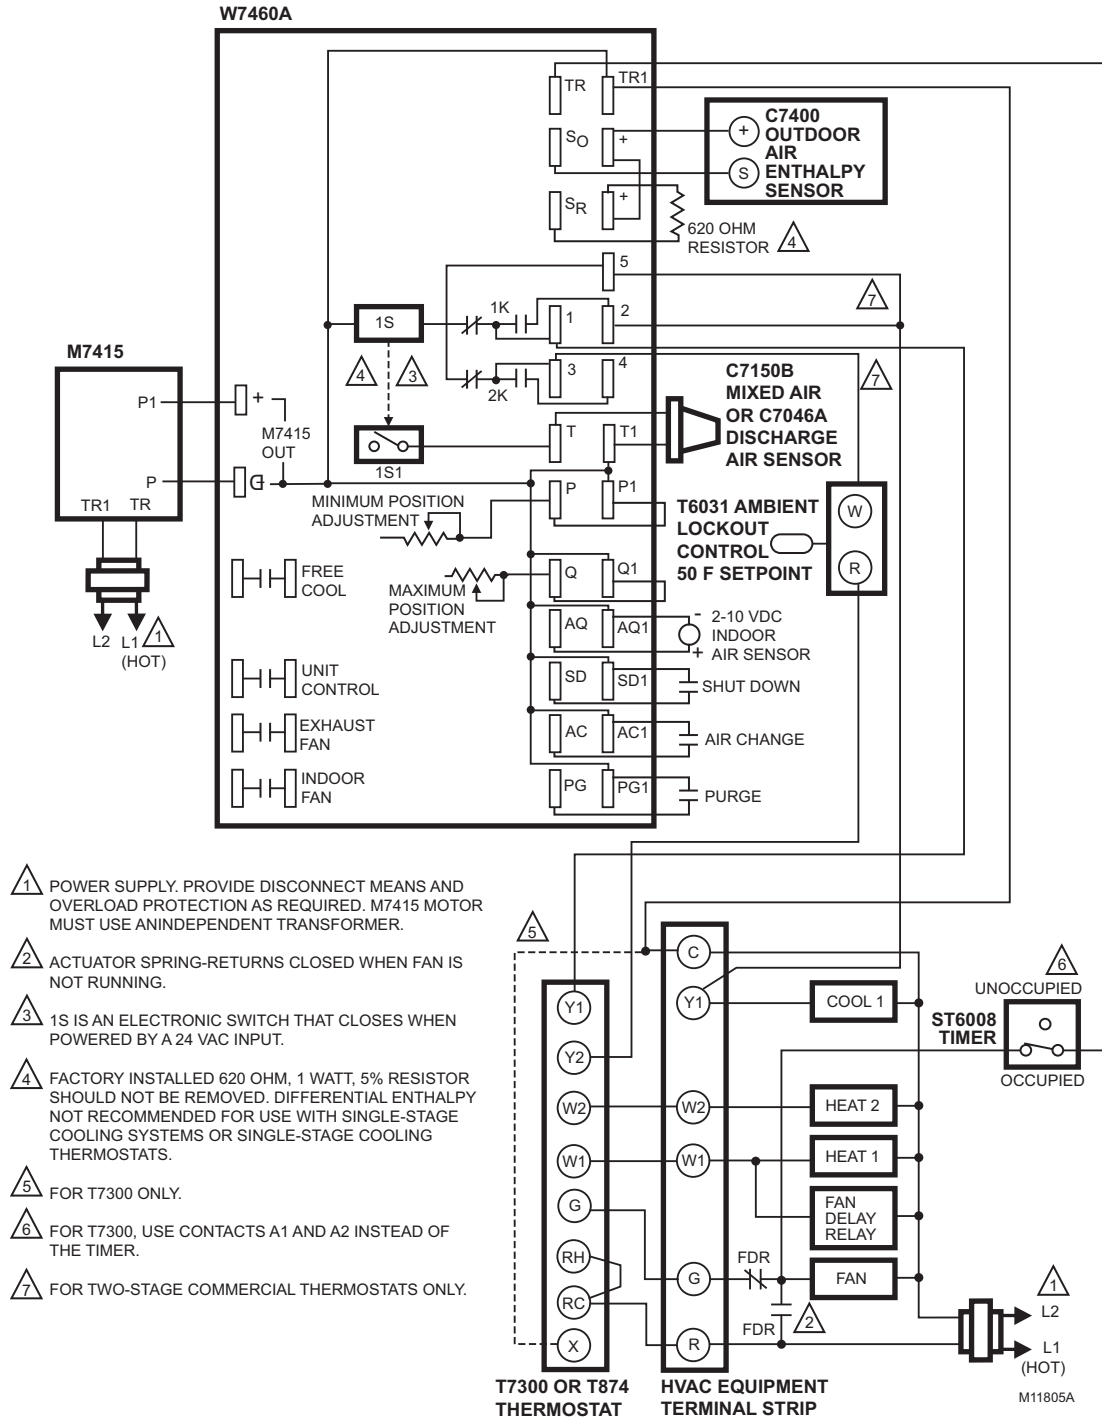 W7460A
TR
TR1
C7400
OUTDOOR
AIR
ENTHALPY
SENSOR
+
S
SO
+
SR
+
620 OHM
RESISTOR
4
5
7
1K
1S
1
2
M7415
4
3
3
4
2K
7
C7150B
MIXED AIR
OR C7046A
DISCHARGE
AIR SENSOR
P1
+
M7415
OUT
T
T1
1S1
P
-
TR1
TR
MINIMUM POSITION
ADJUSTMENT
P
P1
T6031 AMBIENT
LOCKOUT
CONTROL
50 F SETPOINT
W
R
FREE
COOL
MAXIMUM
POSITION
ADJUSTMENT
Q
Q1
L2
L1
(HOT)
1
AQ
AQ1
-
2-10 VDC
INDOOR
+ AIR SENSOR
UNIT
CONTROL
SD
SD1
SHUT DOWN
EXHAUST
FAN
AC
AC1
AIR CHANGE
INDOOR
FAN
PG
PG1
PURGE
1 POWER SUPPLY. PROVIDE DISCONNECT MEANS AND
OVERLOAD PROTECTION AS REQUIRED. M7415 MOTOR
MUST USE ANINDEPENDENT TRANSFORMER.
2 ACTUATOR SPRING-RETURNS CLOSED WHEN FAN IS
NOT RUNNING.
3 1S IS AN ELECTRONIC SWITCH THAT CLOSES WHEN
POWERED BY A 24 VAC INPUT.
4 FACTORY INSTALLED 620 OHM, 1 WATT, 5% RESISTOR
SHOULD NOT BE REMOVED. DIFFERENTIAL ENTHALPY
NOT RECOMMENDED FOR USE WITH SINGLE-STAGE
COOLING SYSTEMS OR SINGLE-STAGE COOLING
THERMOSTATS.
5 FOR T7300 ONLY.
6 FOR T7300, USE CONTACTS A1 AND A2 INSTEAD OF
THE TIMER.
7 FOR TWO-STAGE COMMERCIAL THERMOSTATS ONLY.
5
Y1
Y2
W2
W1
G
RH
RC
X
T7300 OR T874
THERMOSTAT
C
Y1
W2
W1
G
R
HVAC EQUIPMENT
TERMINAL STRIP
COOL 1
HEAT 2
HEAT 1
FAN
DELAY
RELAY
FDR
FAN
FDR
2
6
UNOCCUPIED
ST6008
TIMER
OCCUPIED
1
L2
L1
(HOT)
M11805A